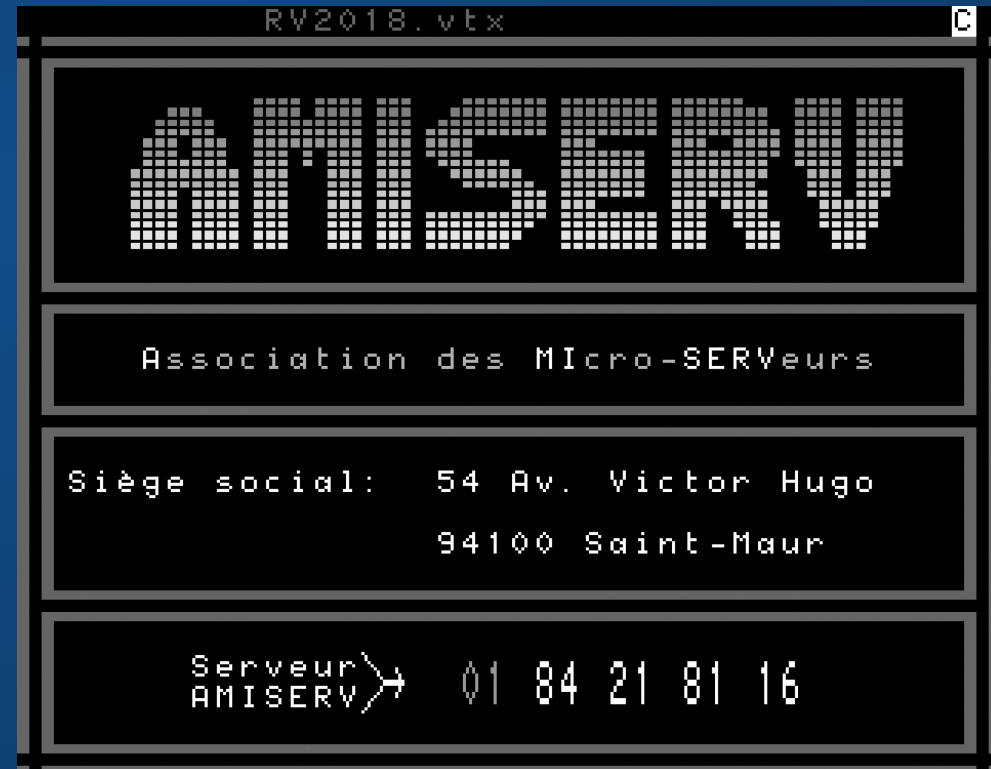 RV2018.vtx C
AMISERV
Association des MIcro-SERVeurs
Siège social: 54 Av. Victor Hugo
94100 Saint-Maur
Serveur
AMISERV
01 84 21 81 16